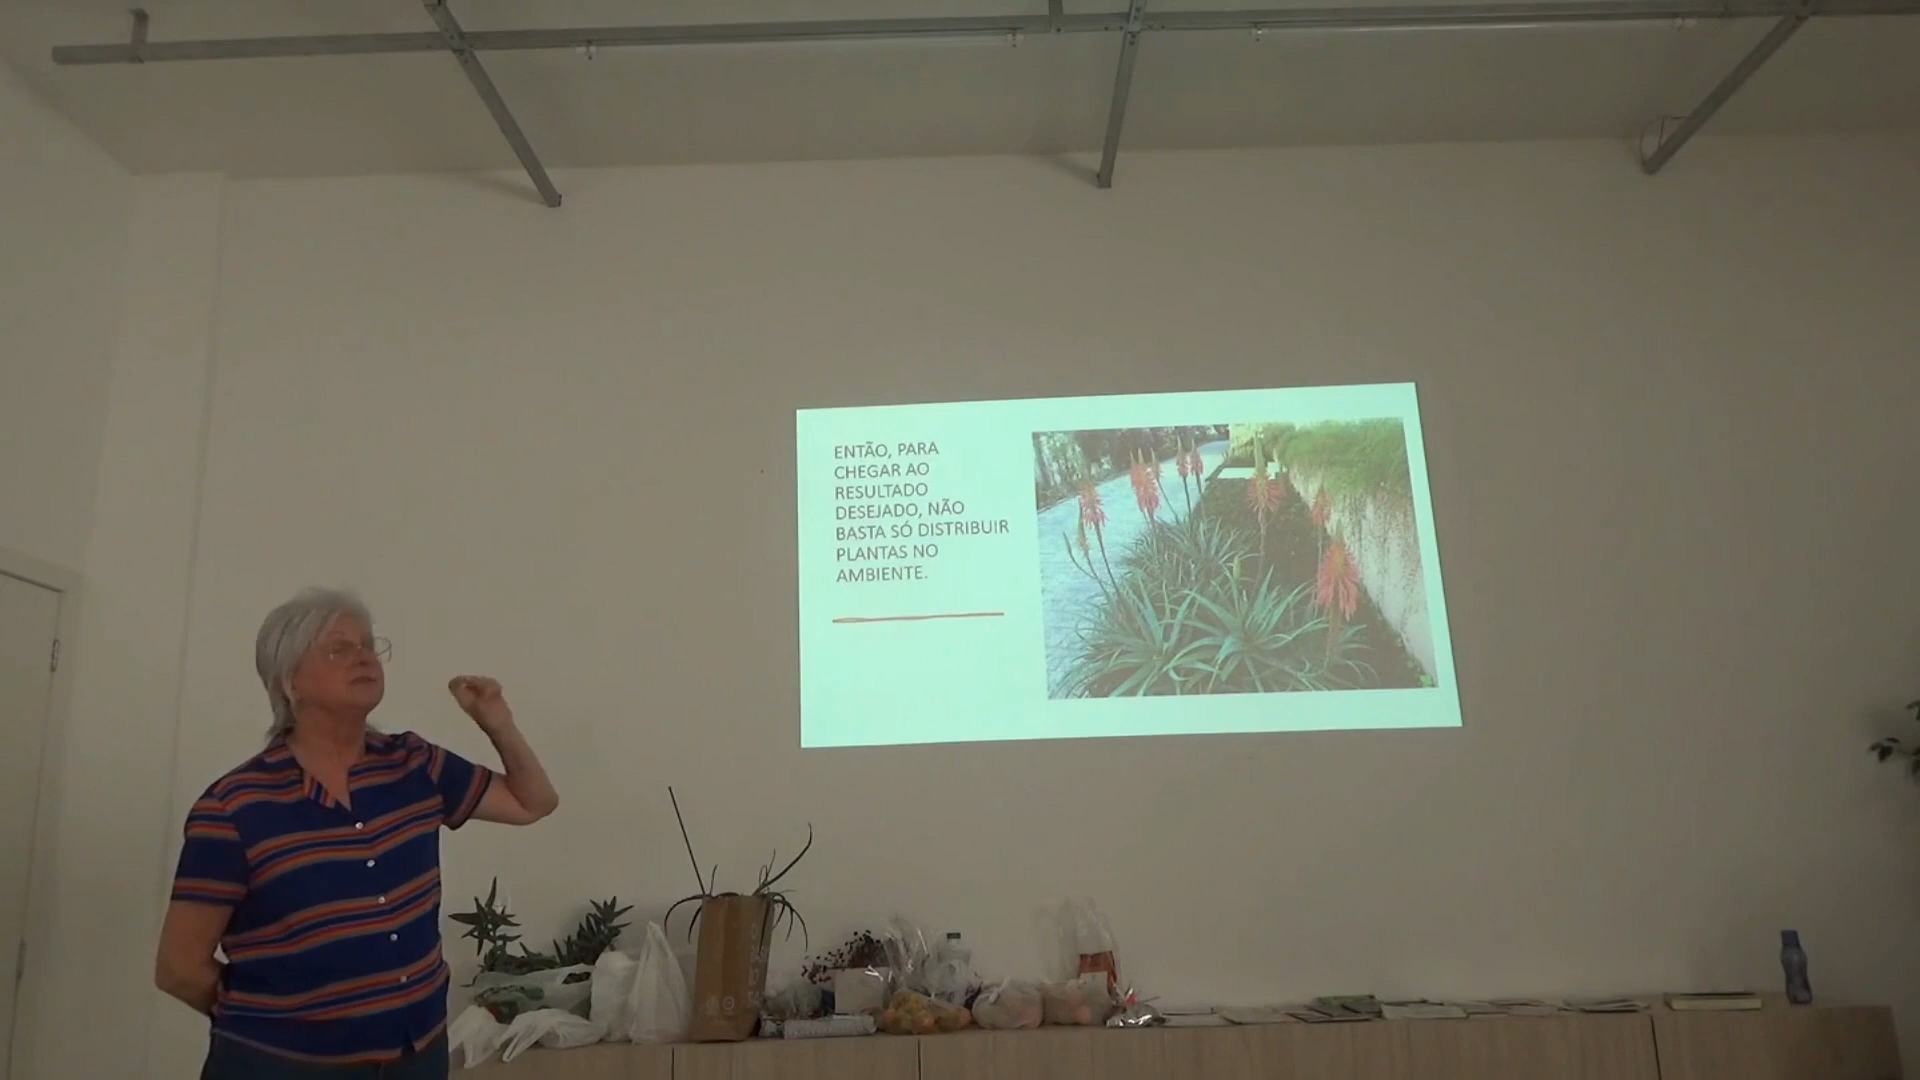 ENTÃO, PARA
CHEGAR AO
RESULTADO
DESEJADO, NÃO
BASTA SÓ DISTRIBUIR
PLANTAS NO
AMBIENTE.